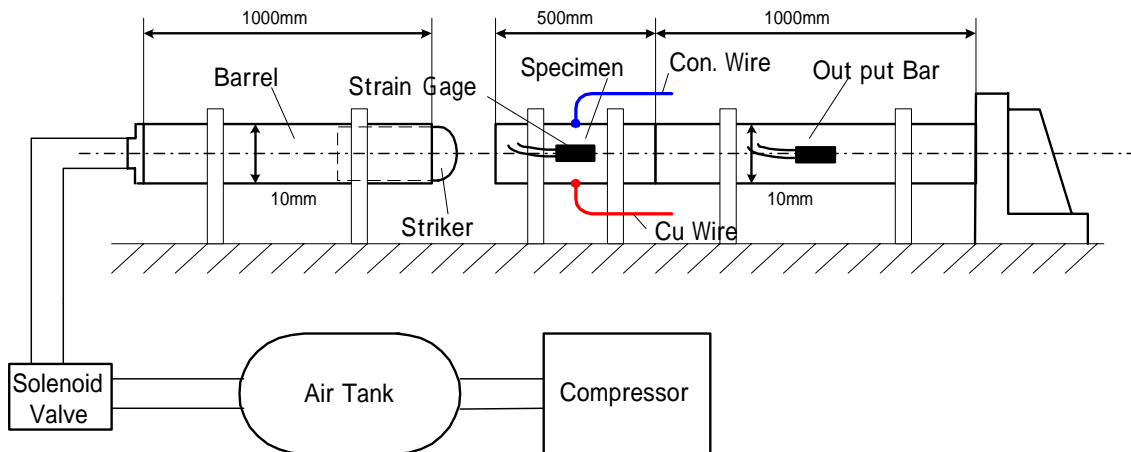 1000mm
500mm
1000mm
Barrel
Strain Gage
Specimen
Con. Wire
Out put Bar
10mm
Striker
10mm
Cu Wire
Solenoid
Valve
Air Tank
Compressor